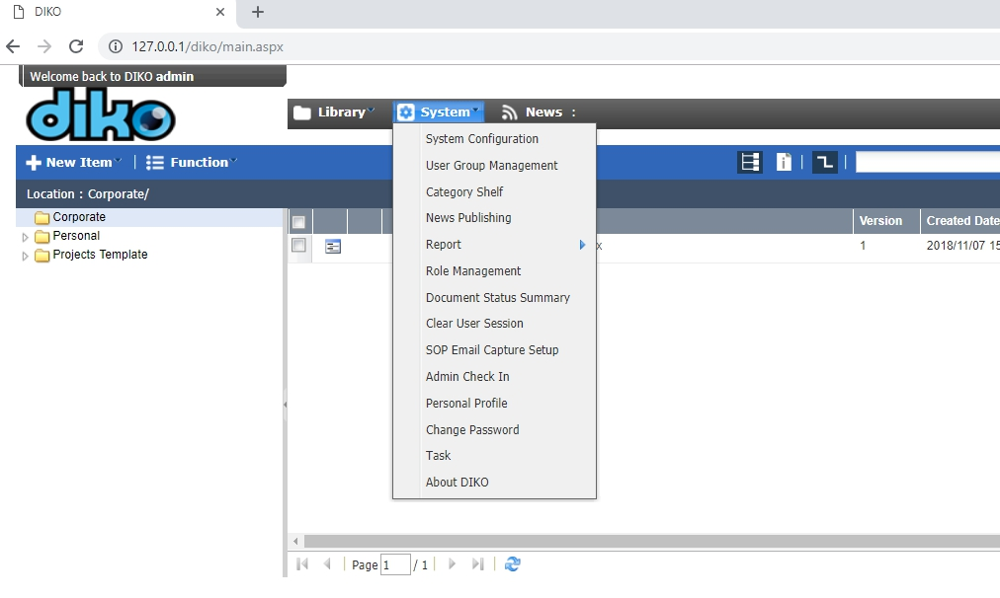 DIKO
127.0.0.1/diko/main.aspx
Welcome back to DIKO admin
diko
Library System News :
New Item Function
Location : Corporate/
Corporate
Personal
Projects Template
System Configuration
User Group Management
Category Shelf
News Publishing
Report
Role Management
Document Status Summary
Clear User Session
SOP Email Capture Setup
Admin Check In
Personal Profile
Change Password
Task
About DIKO
Version Created Date
x 1 2018/11/07 15
Page 1 / 1